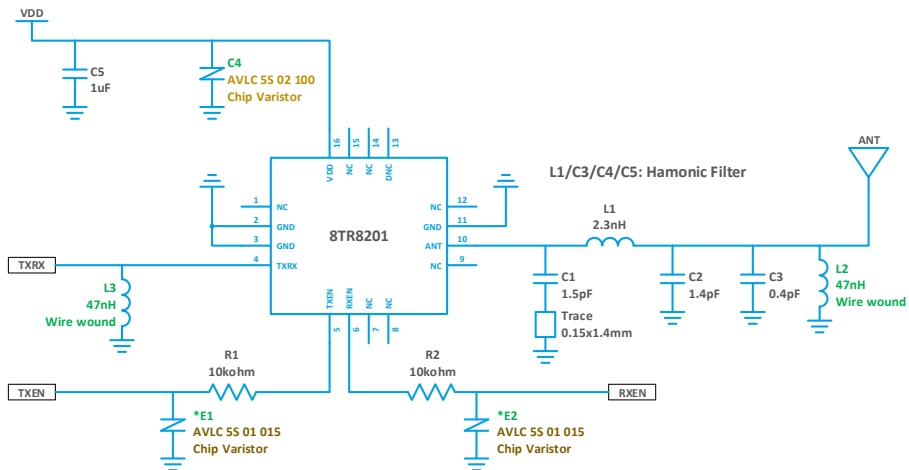 VDD
C5
1uF
C4
AVLC 5S 02 100
Chip Varistor
16
15
14
13
VDD
NC
NC
DNC
ANT
L1/C3/C4/C5: Hamonic Filter
1
NC
2
GND
3
GND
4
TXRX
8TR8201
12
NC
11
GND
10
ANT
9
NC
L1
2.3nH
TXRX
L3
47nH
Wire wound
C1
1.5pF
Trace
0.15x1.4mm
C2
1.4pF
C3
0.4pF
L2
47nH
Wire wound
TXEN
RXEN
NC
NC
5
6
7
8
R1
10kohm
R2
10kohm
TXEN
RXEN
*E1
AVLC 5S 01 015
Chip Varistor
*E2
AVLC 5S 01 015
Chip Varistor